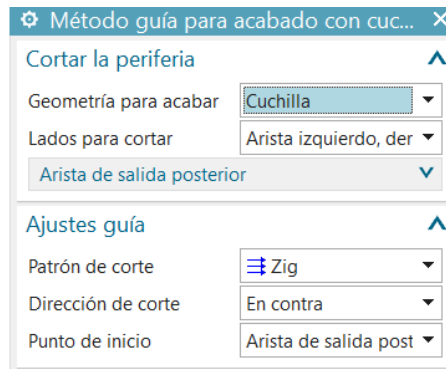 Método guía para acabado con cuc...
Cortar la periferia
Geometría para acabar Cuchilla
Lados para cortar Arista izquierdo, der
Arista de salida posterior
Ajustes guía
Patrón de corte Zig
Dirección de corte En contra
Punto de inicio Arista de salida post